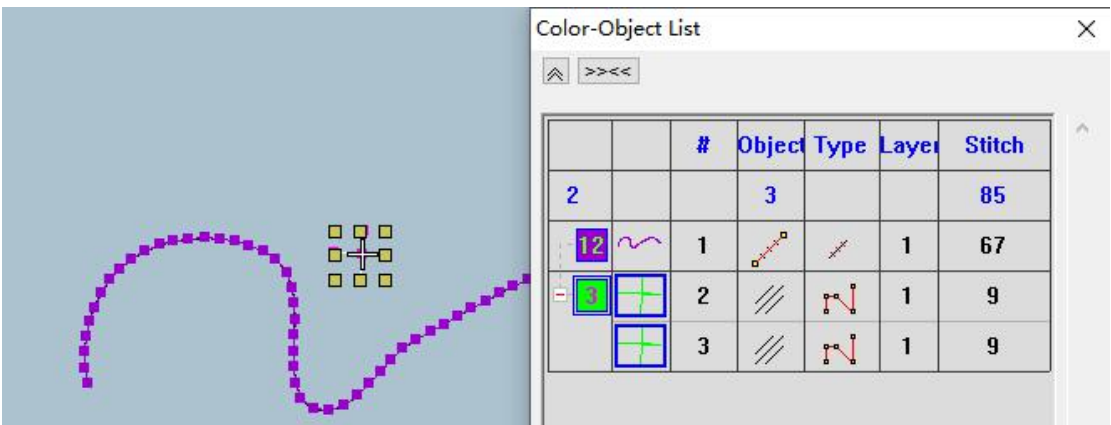 Color-Object List
>><<
# Object Type Layer Stitch
2 3 85
12 1 1 67
3 2 1 9
3 1 9